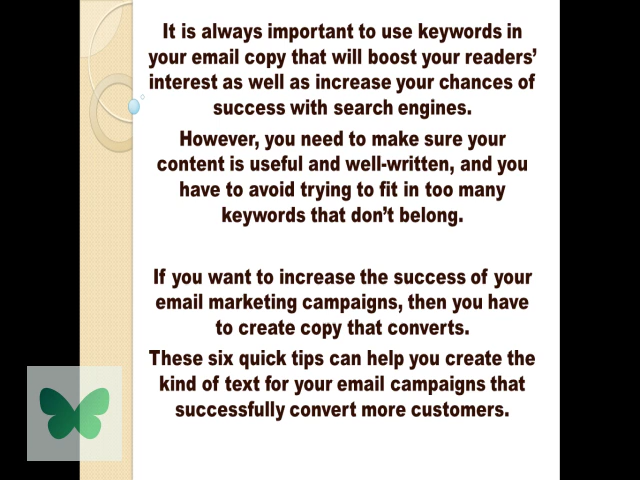 It is always important to use keywords in
your email copy that will boost your readers’
interest as well as increase your chances of
success with search engines.
However, you need to make sure your
content is useful and well-written, and you
have to avoid trying to fit in too many
keywords that don’t belong.
If you want to increase the success of your
email marketing campaigns, then you have
to create copy that converts.
These six quick tips can help you create the
kind of text for your email campaigns that
successfully convert more customers.